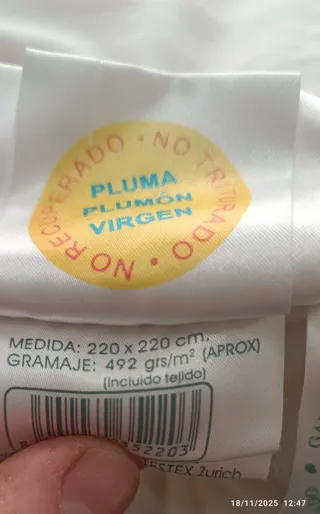 NO RECUPERADO • NO TRITURADO •
PLUMA
PLUMÓN
VIRGEN
MEDIDA: 220 x 220 cm.
GRAMAJE: 492 grs/m² (APROX)
(incluido tejido)
52203
TESTEX Zurich
18/11/2025 12:47